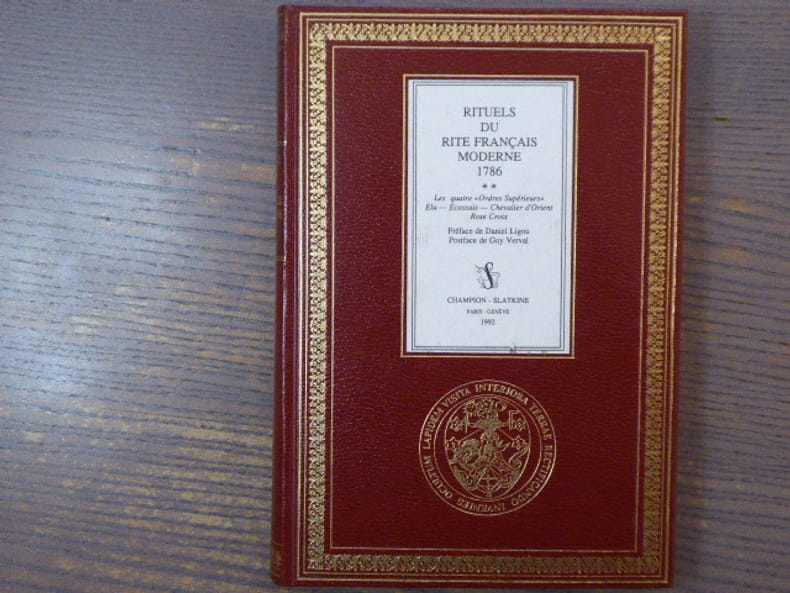 RITUELS
DU
RITE FRANÇAIS
MODERNE
1786
* *
Les quatre «Ordres Supérieurs»
Elu — Ecossais — Chevalier d'Orient
Rose Croix
Préface de Daniel Ligou
Postface de Guy Verval
CHAMPION - SLATKINE
PARIS - GENÈVE
1992
VISITA INTERIORA TERRAE RECTIFICANDO INVENIES OCULTUM LAPIDEM